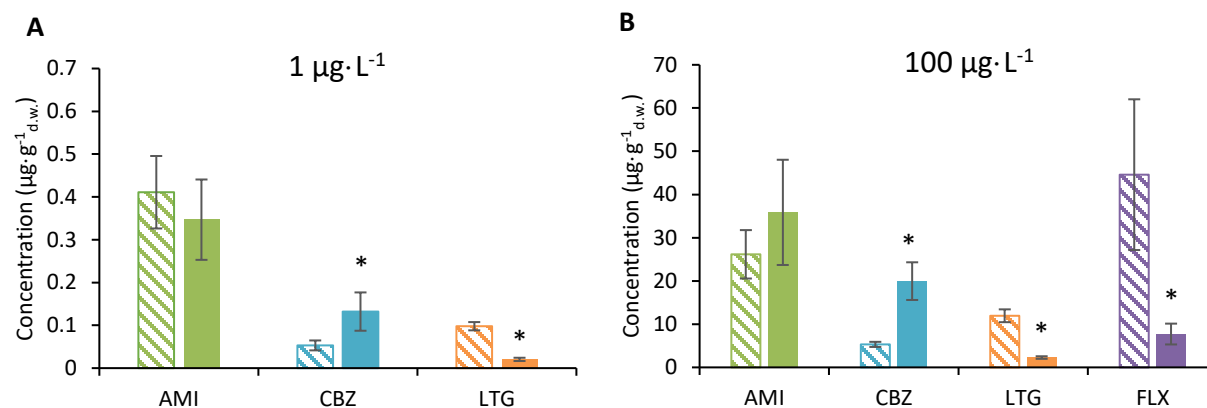 A
1 µg·L-1
Concentration (µg·g-1 d.w.)
0.7
0.6
0.5
0.4
0.3
0.2
0.1
0
*
*
AMI CBZ LTG
B
100 µg·L-1
Concentration (µg·g-1 d.w.)
70
60
50
40
30
20
10
0
*
*
*
AMI CBZ LTG FLX